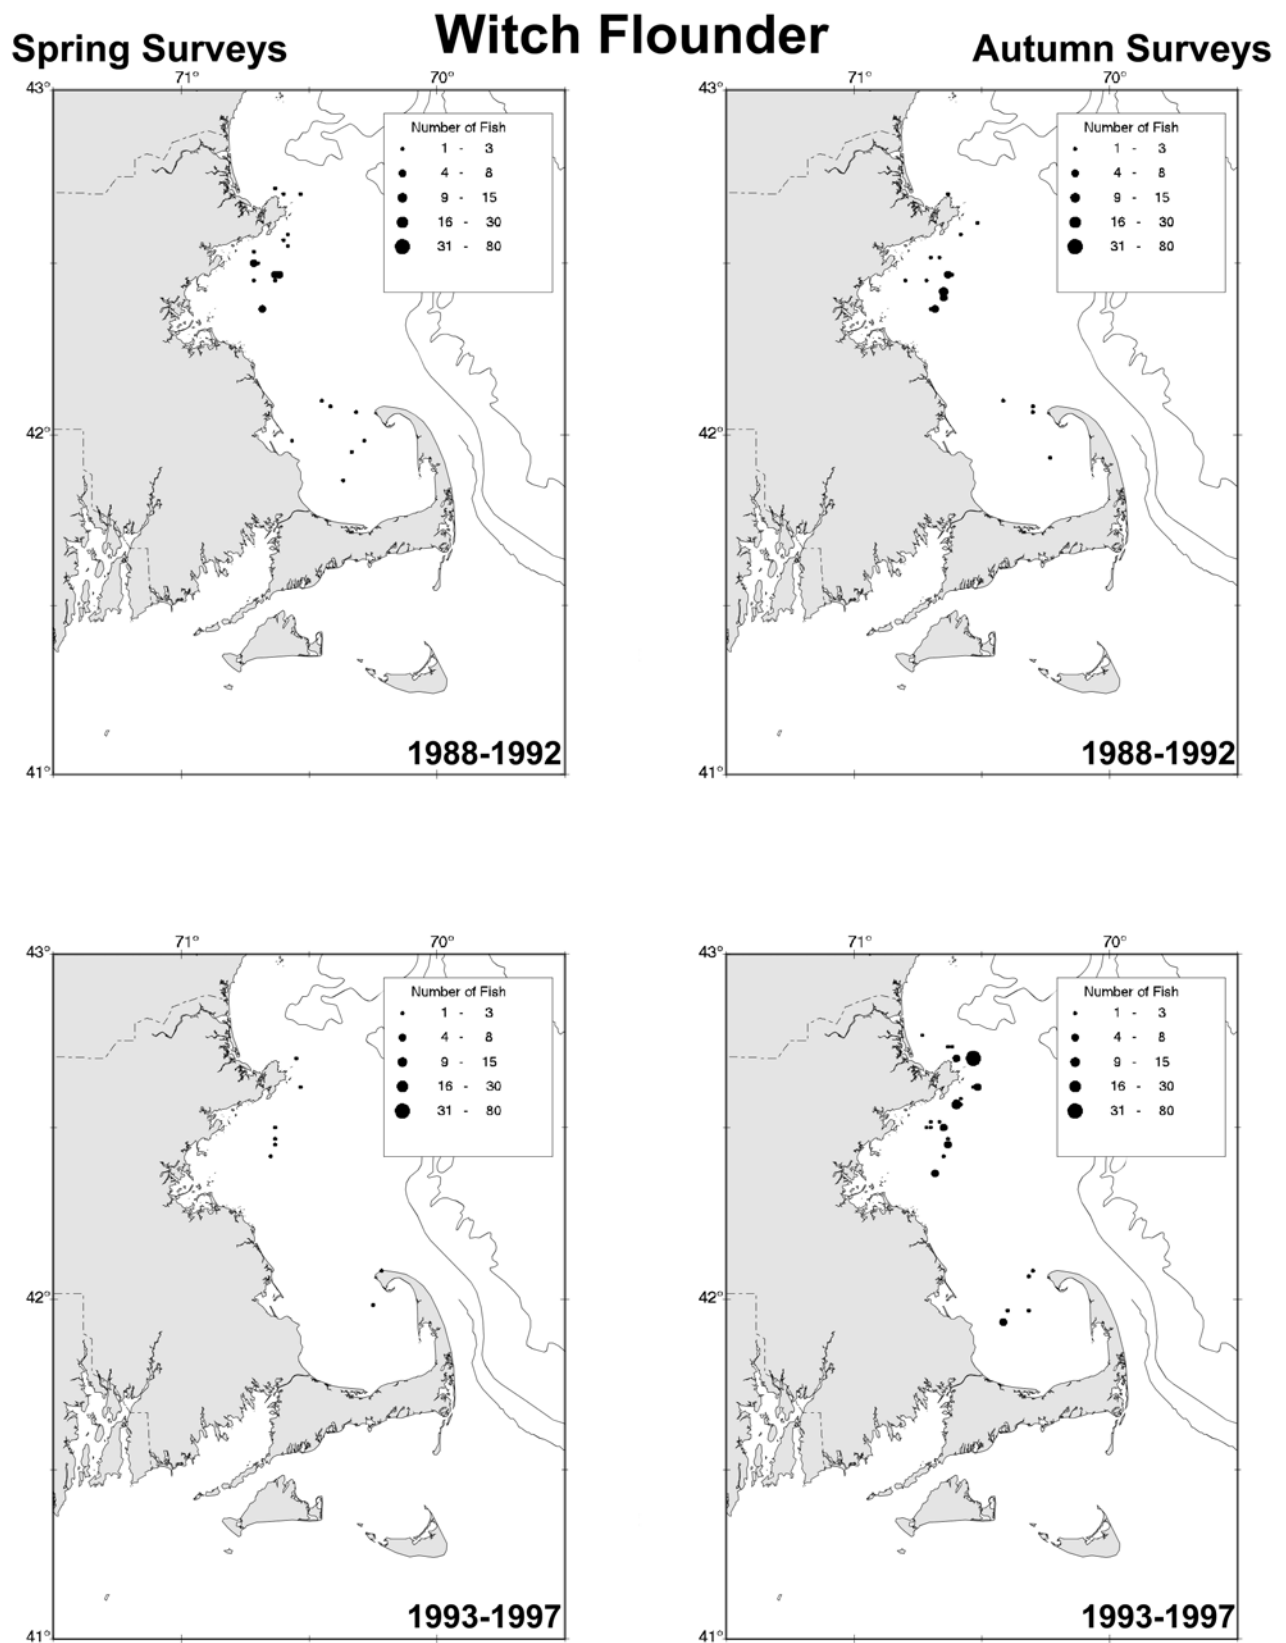 Witch Flounder
Spring Surveys
Autumn Surveys
71° 70°
43°
Number of Fish
1 - 3
4 - 8
9 - 15
16 - 30
31 - 80
42°
41°
1988-1992
71° 70°
43°
Number of Fish
1 - 3
4 - 8
9 - 15
16 - 30
31 - 80
42°
41°
1988-1992
71° 70°
43°
Number of Fish
1 - 3
4 - 8
9 - 15
16 - 30
31 - 80
42°
41°
1993-1997
71° 70°
43°
Number of Fish
1 - 3
4 - 8
9 - 15
16 - 30
31 - 80
42°
41°
1993-1997